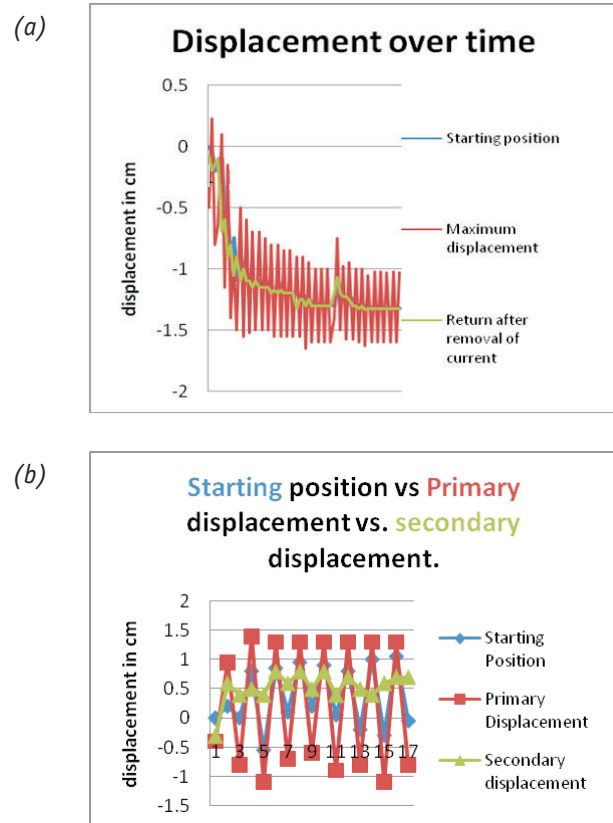 (a)
Displacement over time
displacement in cm
0.5
0
-0.5
-1
-1.5
-2
Starting position
Maximum
displacement
Return after
removal of
current
(b)
Starting position vs Primary
displacement vs. secondary
displacement.
displacement in cm
2
1.5
1
0.5
0
-0.5
-1
-1.5
1 3 5 7 9 11 13 15 17
Starting
Position
Primary
Displacement
Secondary
displacement